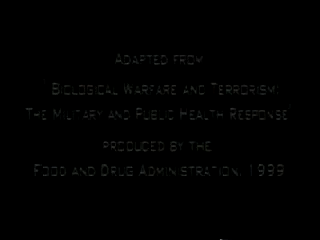 Adapted from
Biological Warfare and Terrorism:
The Military and Public Health Response
produced by the
Food and Drug Administration, 1999